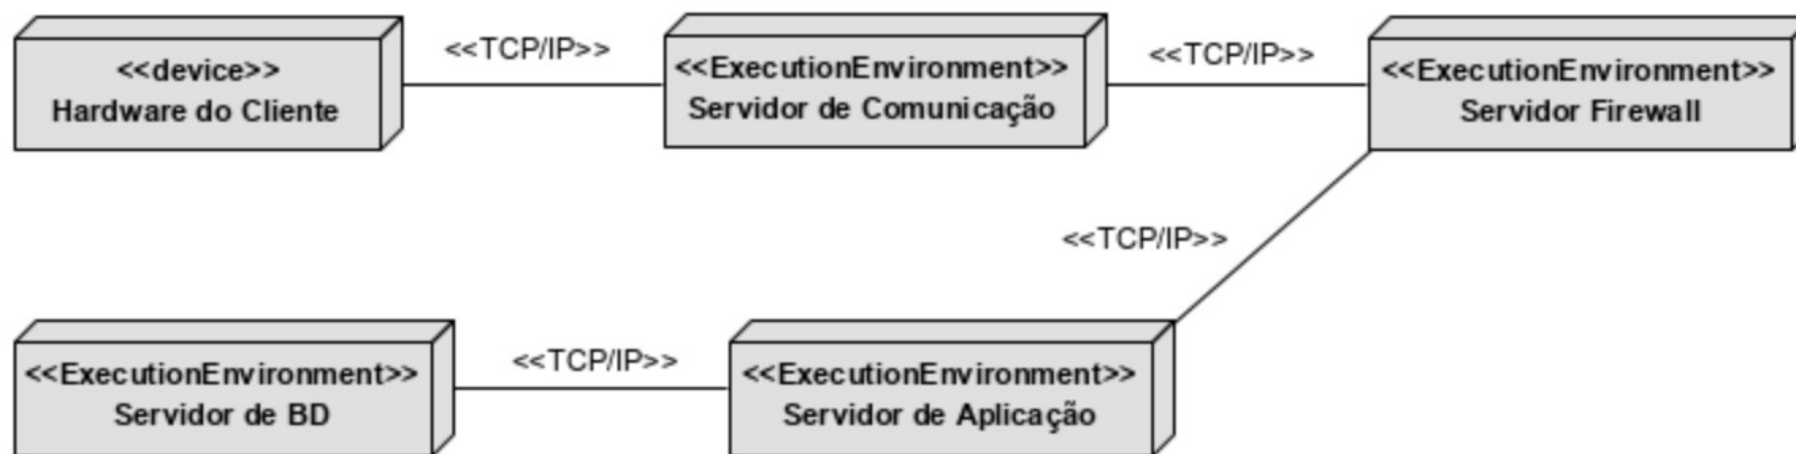 <<device>>
Hardware do Cliente
<<TCP/IP>>
<<ExecutionEnvironment>>
Servidor de Comunicação
<<TCP/IP>>
<<ExecutionEnvironment>>
Servidor Firewall
<<TCP/IP>>
<<ExecutionEnvironment>>
Servidor de BD
<<TCP/IP>>
<<ExecutionEnvironment>>
Servidor de Aplicação